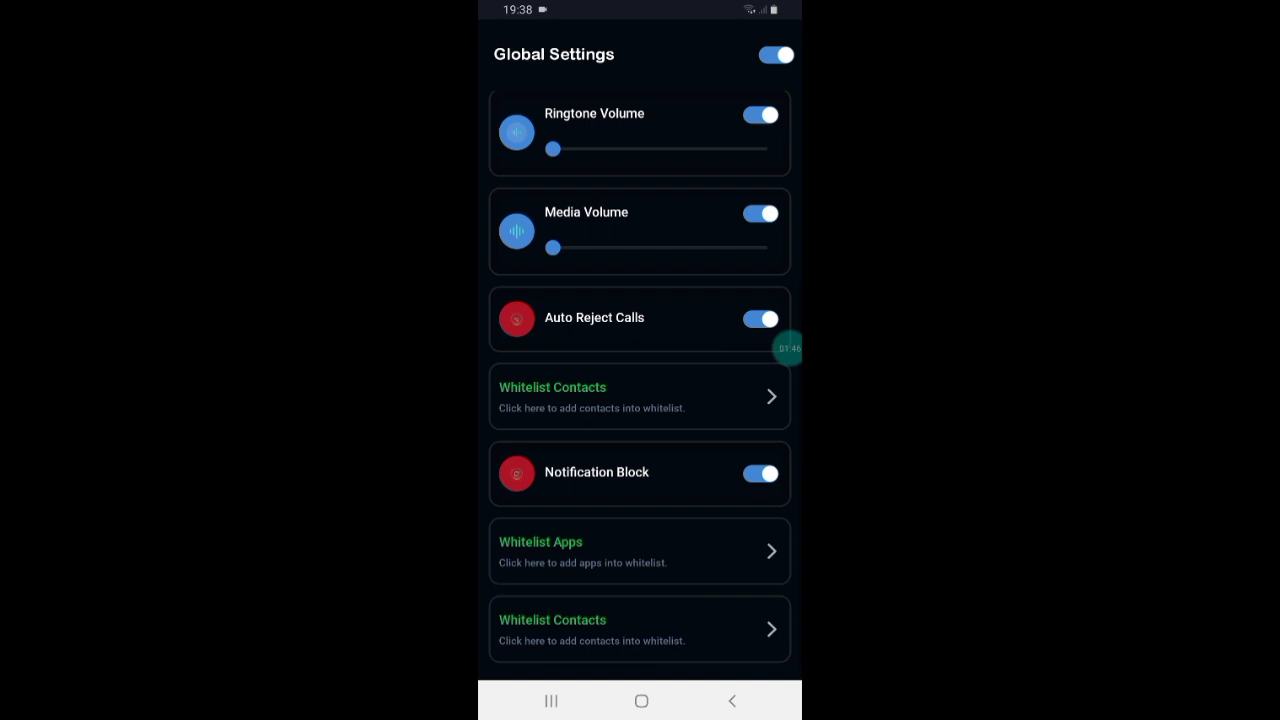 19:38
Global Settings
Ringtone Volume
Media Volume
Auto Reject Calls
01:46
Whitelist Contacts
Click here to add contacts into whitelist.
Notification Block
Whitelist Apps
Click here to add apps into whitelist.
Whitelist Contacts
Click here to add contacts into whitelist.